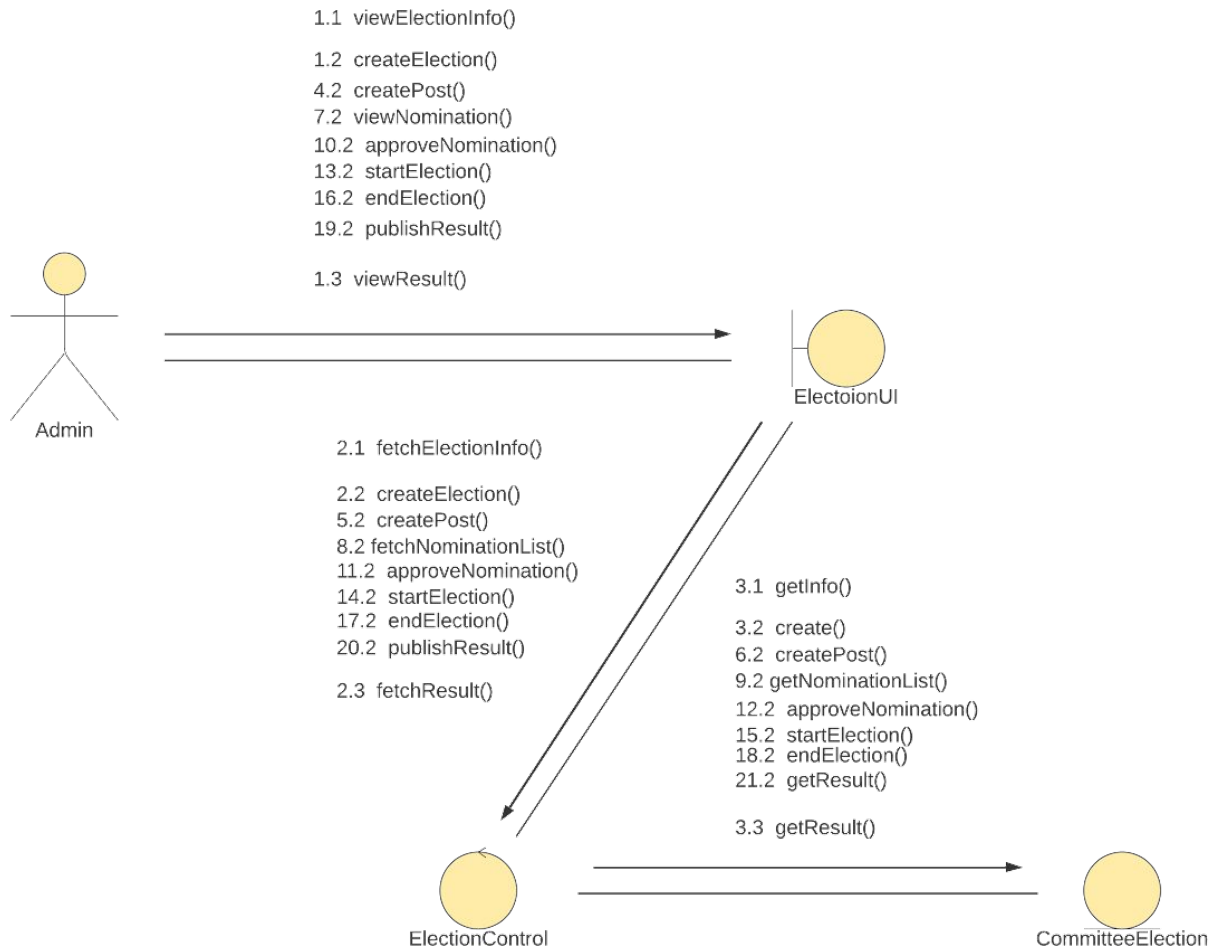 1.1 viewElectionInfo()
1.2 createElection()
4.2 createPost()
7.2 viewNomination()
10.2 approveNomination()
13.2 startElection()
16.2 endElection()
19.2 publishResult()
1.3 viewResult()
Admin
ElectoionUI
2.1 fetchElectionInfo()
2.2 createElection()
5.2 createPost()
8.2 fetchNominationList()
11.2 approveNomination()
14.2 startElection()
17.2 endElection()
20.2 publishResult()
2.3 fetchResult()
3.1 getInfo()
3.2 create()
6.2 createPost()
9.2 getNominationList()
12.2 approveNomination()
15.2 startElection()
18.2 endElection()
21.2 getResult()
3.3 getResult()
ElectionControl
CommitteeElection